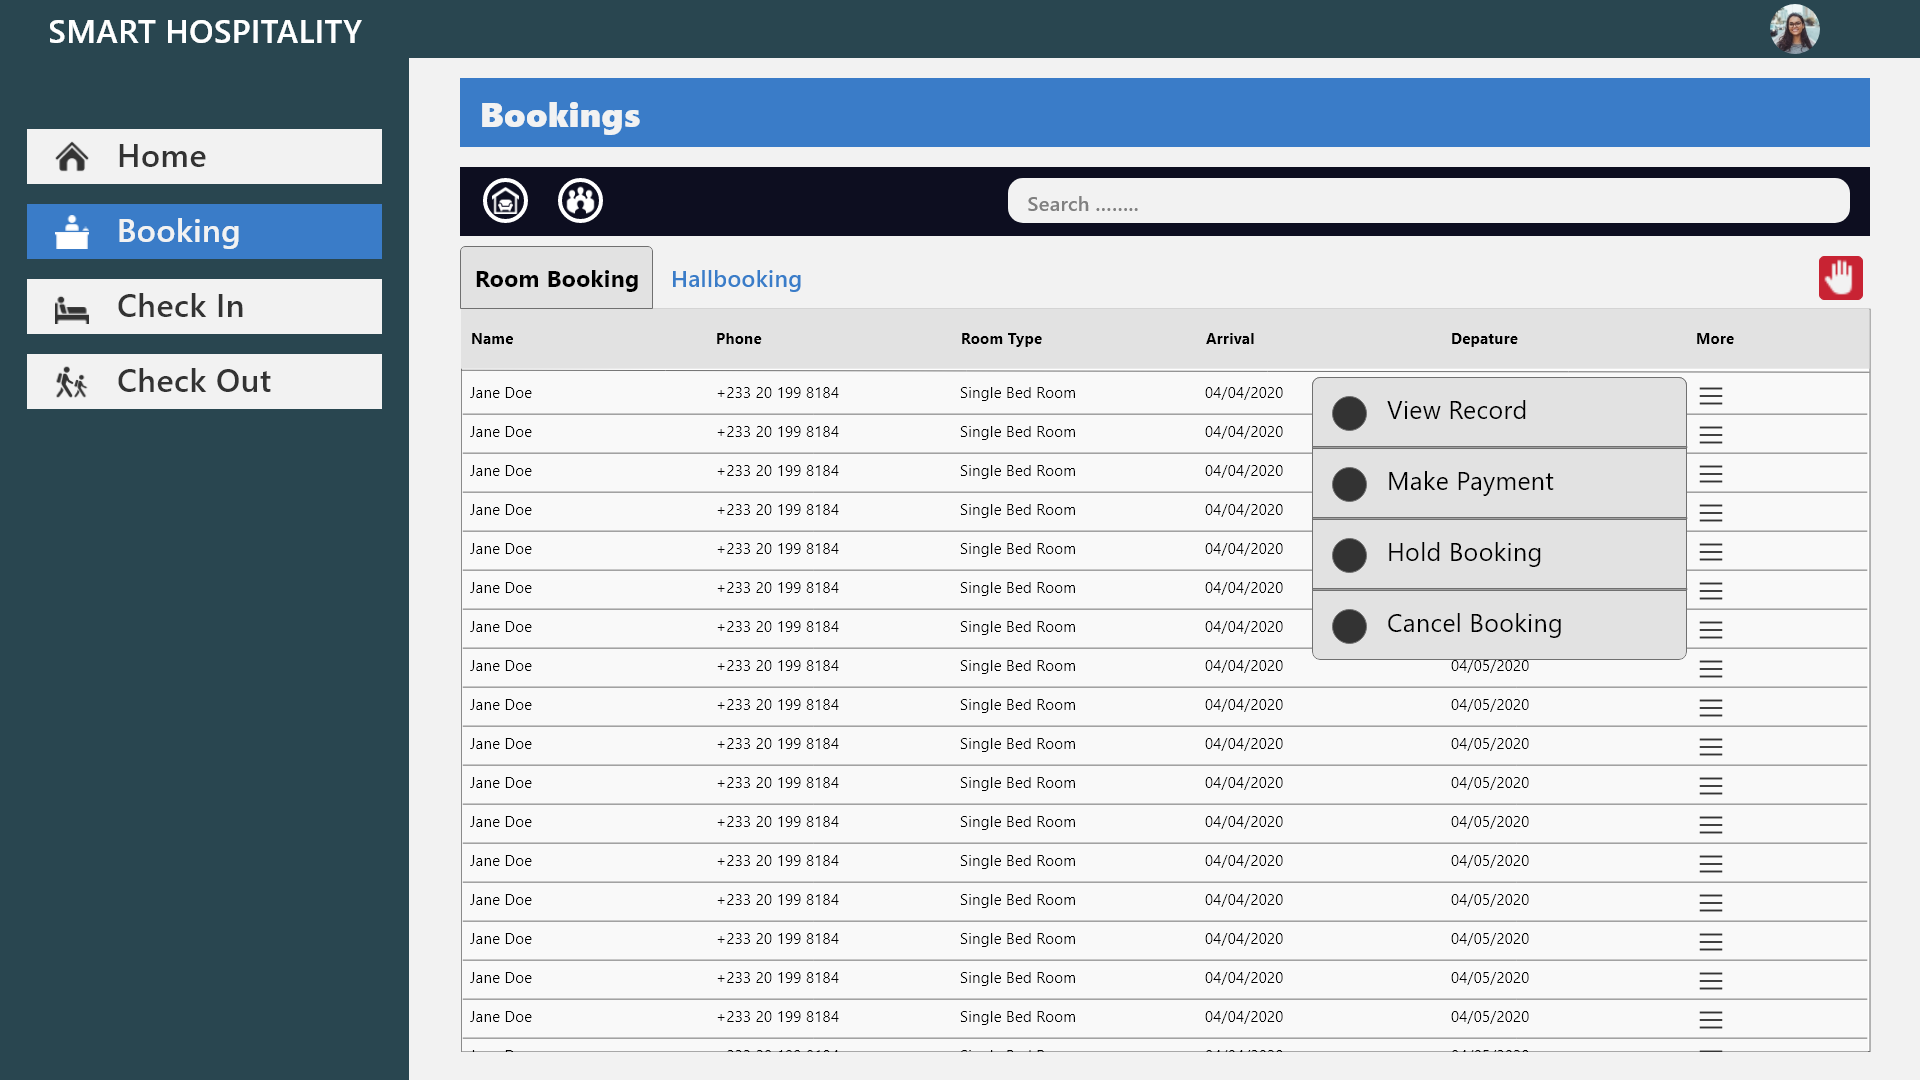 SMART HOSPITALITY
Home
Booking
Check In
Check Out
Bookings
Search ........
Room Booking Hallbooking
Name Phone Room Type Arrival Depature More
Jane Doe +233 20 199 8184 Single Bed Room 04/04/2020
Jane Doe +233 20 199 8184 Single Bed Room 04/04/2020
Jane Doe +233 20 199 8184 Single Bed Room 04/04/2020
Jane Doe +233 20 199 8184 Single Bed Room 04/04/2020
Jane Doe +233 20 199 8184 Single Bed Room 04/04/2020
Jane Doe +233 20 199 8184 Single Bed Room 04/04/2020
Jane Doe +233 20 199 8184 Single Bed Room 04/04/2020
View Record
Make Payment
Hold Booking
Cancel Booking
Jane Doe +233 20 199 8184 Single Bed Room 04/04/2020 04/05/2020
Jane Doe +233 20 199 8184 Single Bed Room 04/04/2020 04/05/2020
Jane Doe +233 20 199 8184 Single Bed Room 04/04/2020 04/05/2020
Jane Doe +233 20 199 8184 Single Bed Room 04/04/2020 04/05/2020
Jane Doe +233 20 199 8184 Single Bed Room 04/04/2020 04/05/2020
Jane Doe +233 20 199 8184 Single Bed Room 04/04/2020 04/05/2020
Jane Doe +233 20 199 8184 Single Bed Room 04/04/2020 04/05/2020
Jane Doe +233 20 199 8184 Single Bed Room 04/04/2020 04/05/2020
Jane Doe +233 20 199 8184 Single Bed Room 04/04/2020 04/05/2020
Jane Doe +233 20 199 8184 Single Bed Room 04/04/2020 04/05/2020